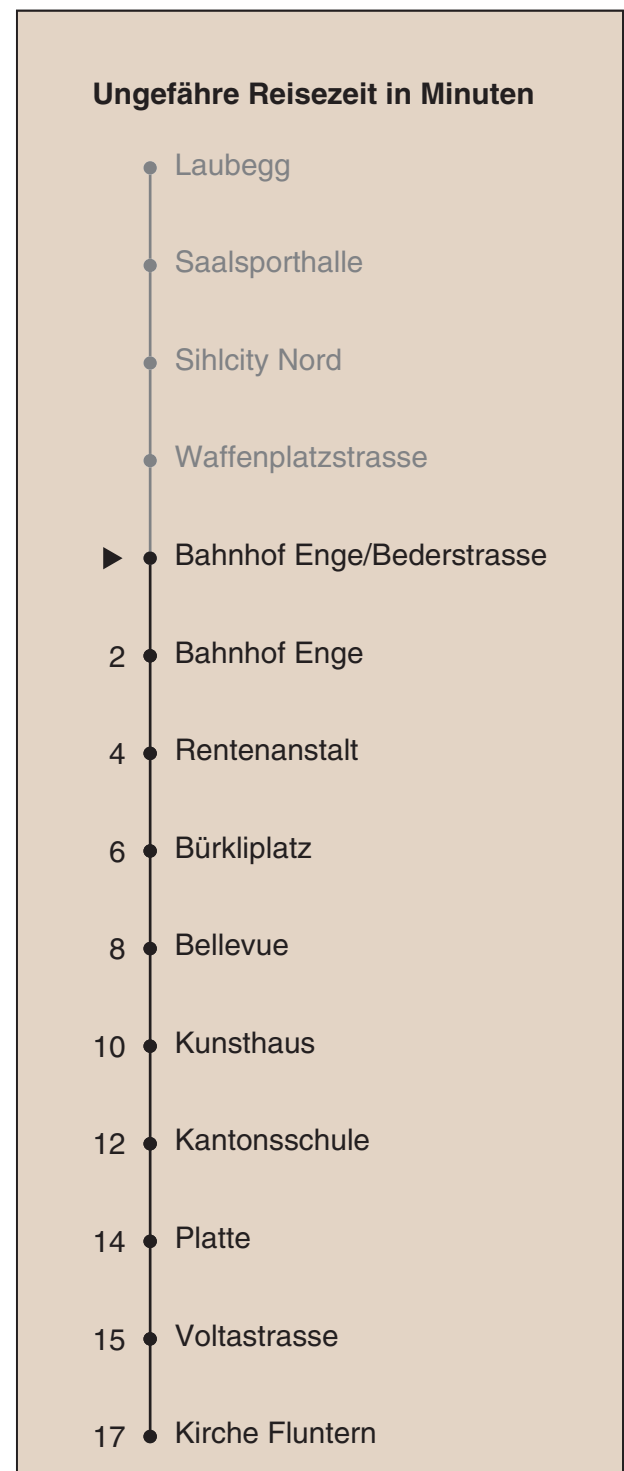 Ungefähre Reisezeit in Minuten
Laubegg
Saalsporthalle
Sihlcity Nord
Waffenplatzstrasse
Bahnhof Enge/Bederstrasse
2 Bahnhof Enge
4 Rentenanstalt
6 Bürkliplatz
8 Bellevue
10 Kunsthaus
12 Kantonsschule
14 Platte
15 Voltastrasse
17 Kirche Fluntern